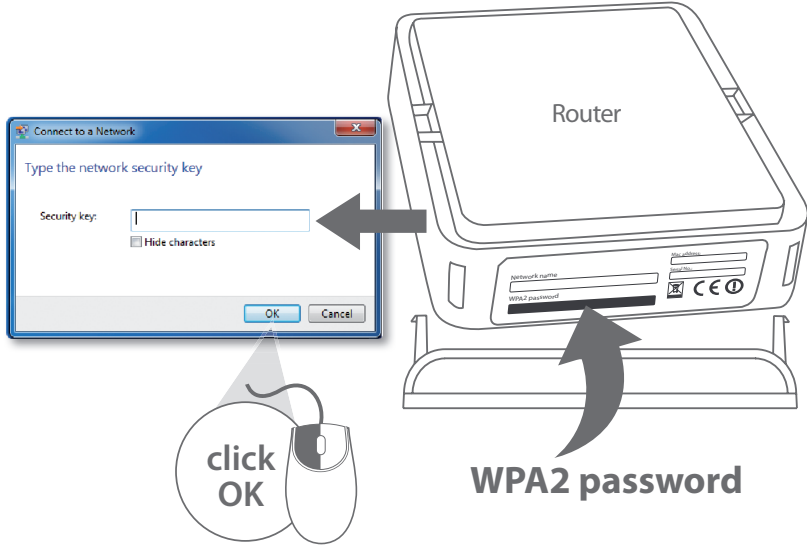 Router
Connect to a Network
Type the network security key
Security key:
Hide characters
OK
Cancel
Network name
WPA2 password
Mac address
Serial No.
CE
click
OK
WPA2 password